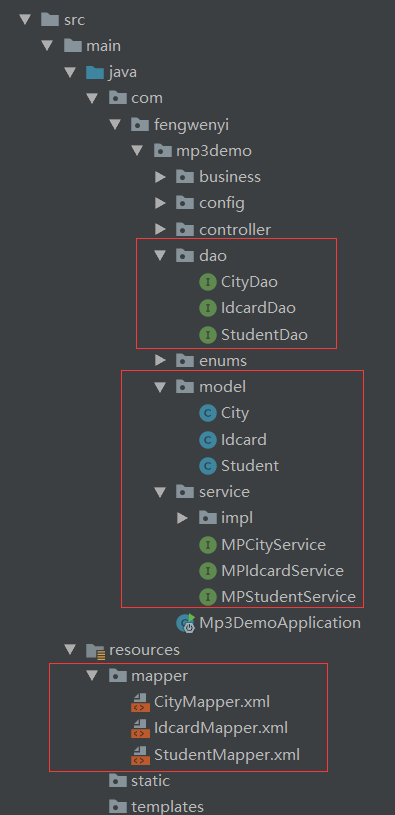 src
main
java
com
fengwenyi
mp3demo
business
config
controller
dao
CityDao
IdcardDao
StudentDao
enums
model
City
Idcard
Student
service
impl
MPCityService
MPIdcardService
MPStudentService
Mp3DemoApplication
resources
mapper
CityMapper.xml
IdcardMapper.xml
StudentMapper.xml
static
templates